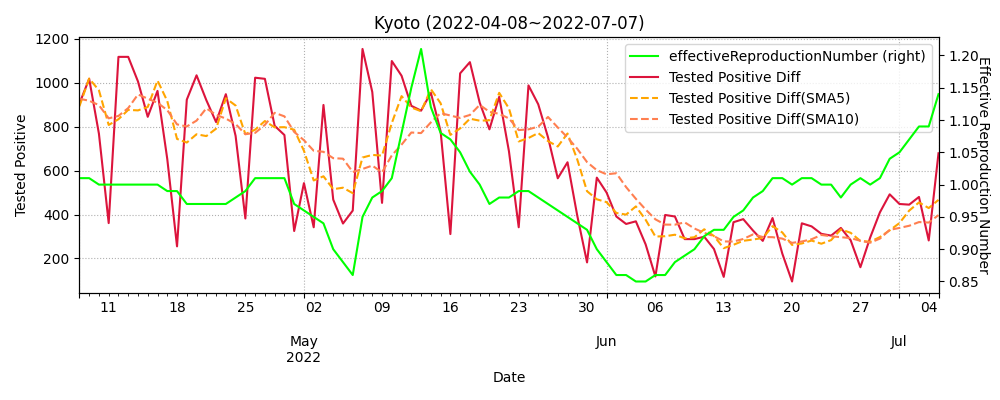 Kyoto (2022-04-08~2022-07-07)
effectiveReproductionNumber (right)
Tested Positive Diff
Tested Positive Diff(SMA5)
Tested Positive Diff(SMA10)
Tested Positive
1200
1000
800
600
400
200
Effective Reproduction Number
1.20
1.15
1.10
1.05
1.00
0.95
0.90
0.85
11 18 25 02 09 16 23 30 06 13 20 27 04
May Jun Jul
2022
Date